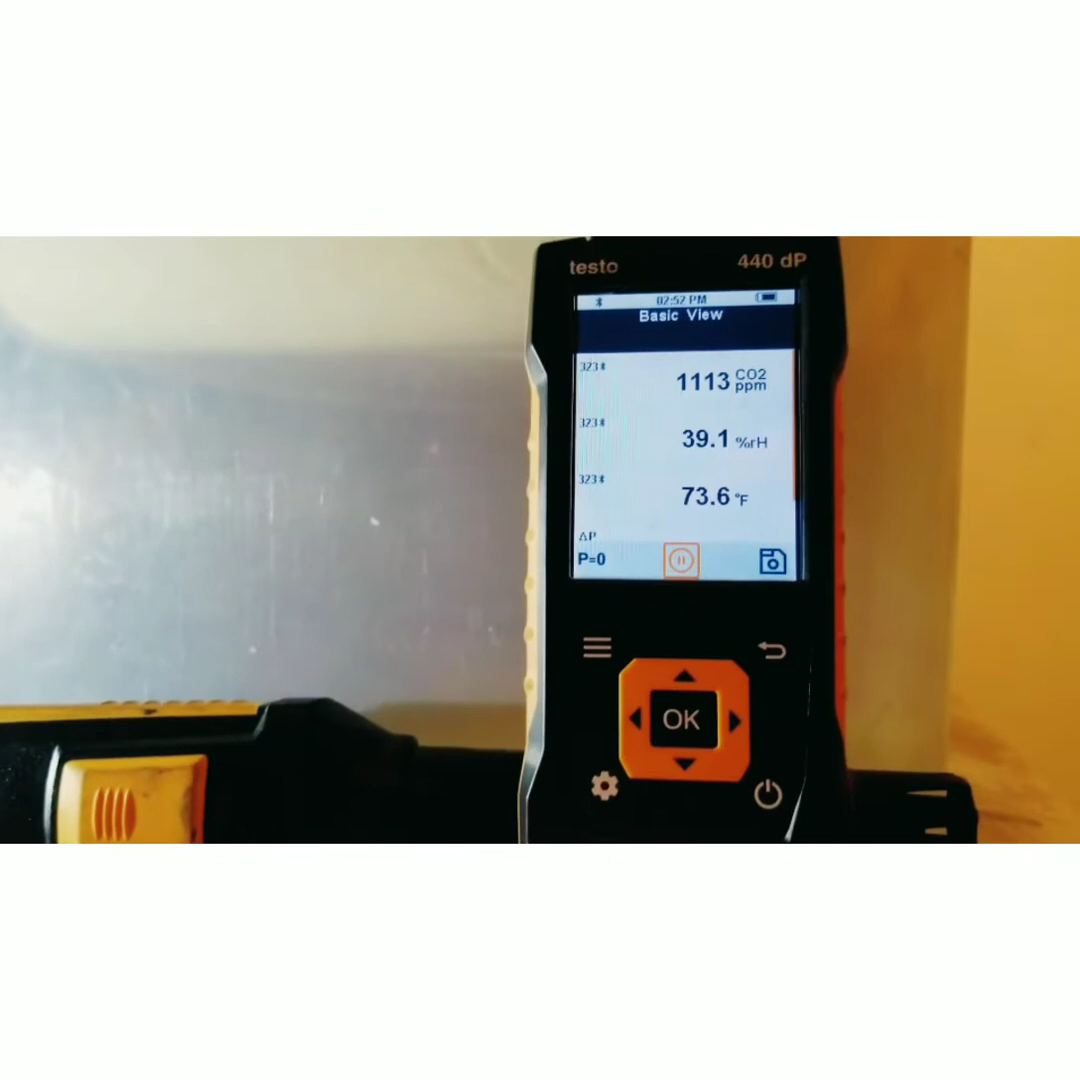 testo 440 dP
02:52 PM
Basic View
323
1113 CO2 ppm
323
39.1 %rH
323
73.6 °F
ΔP
P=0
OK